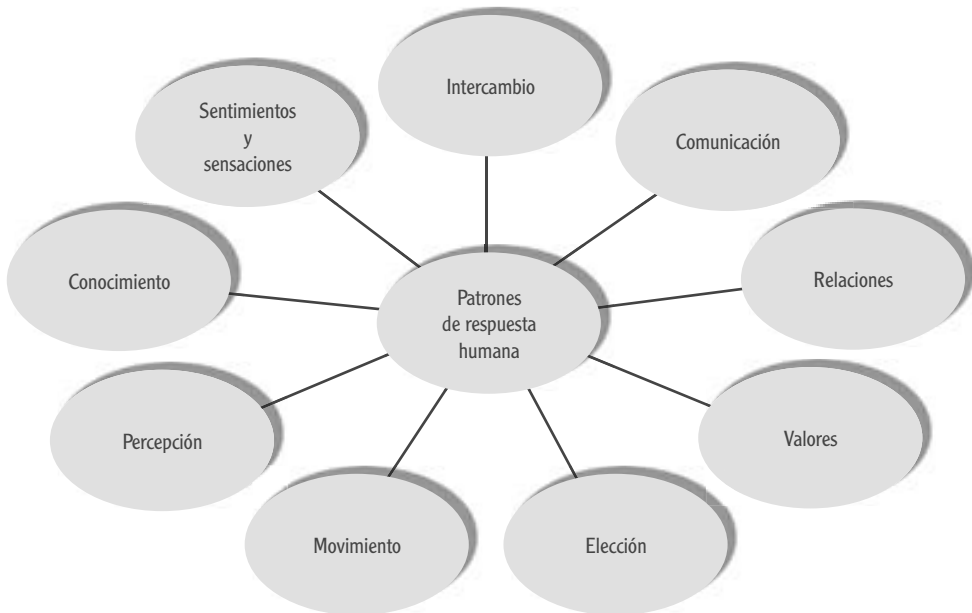 Intercambio
Sentimientos
y
sensaciones
Comunicación
Conocimiento
Relaciones
Patrones
de respuesta
humana
Percepción
Valores
Movimiento
Elección